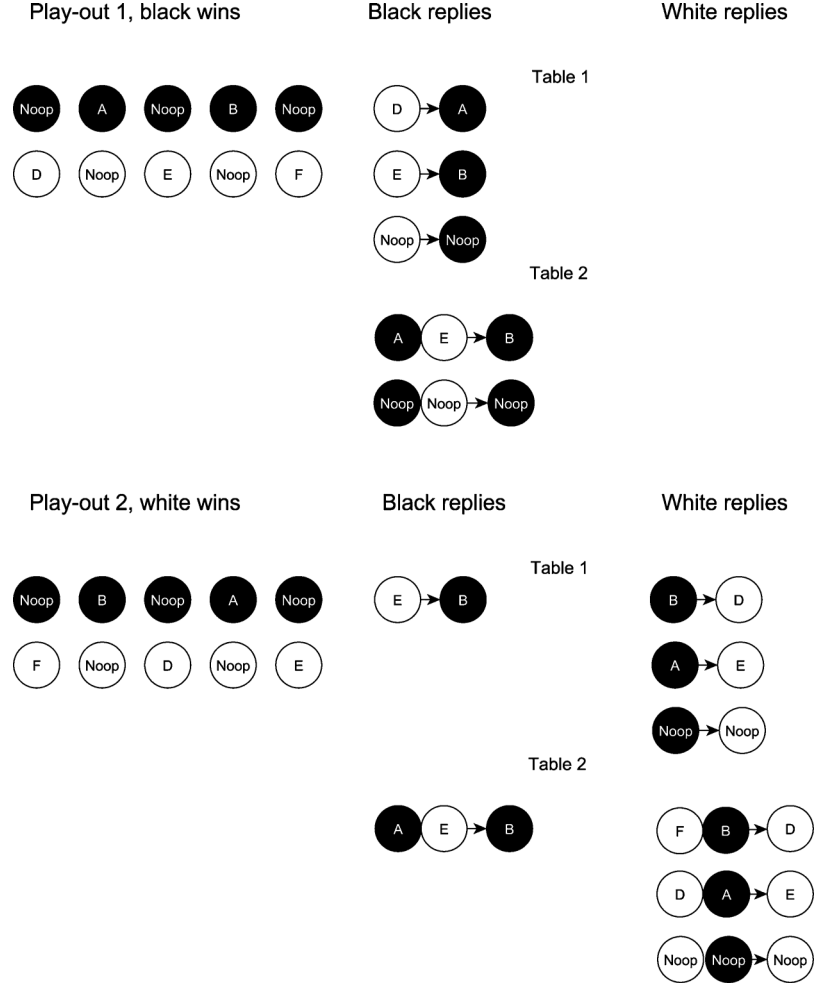 Play-out 1, black wins Black replies White replies
Table 1
Noop A Noop B Noop D A
D Noop E Noop F E B
Noop Noop
Table 2
A E B
Noop Noop Noop
Play-out 2, white wins Black replies White replies
Table 1
Noop B Noop A Noop E B B D
F Noop D Noop E A E
Noop Noop
Table 2
A E B F B D
D A E
Noop Noop Noop